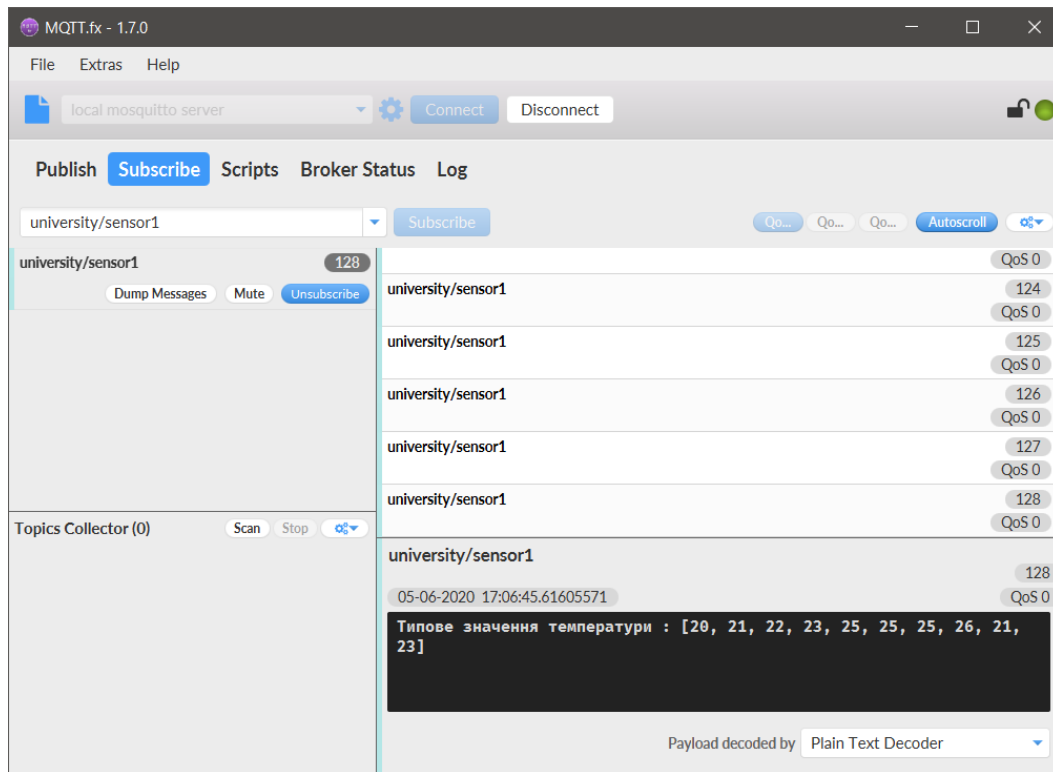 MQTT.fx - 1.7.0
File Extras Help
local mosquitto server Connect Disconnect
Publish Subscribe Scripts Broker Status Log
university/sensor1 Subscribe Qo... Qo... Qo... Autoscroll
university/sensor1 128
Dump Messages Mute Unsubscribe
QoS 0
university/sensor1 124
QoS 0
university/sensor1 125
QoS 0
university/sensor1 126
QoS 0
university/sensor1 127
QoS 0
university/sensor1 128
QoS 0
Topics Collector (0) Scan Stop
university/sensor1
128
05-06-2020 17:06:45.61605571 QoS 0
Типове значення температури : [20, 21, 22, 23, 25, 25, 25, 26, 21,
23]
Payload decoded by Plain Text Decoder